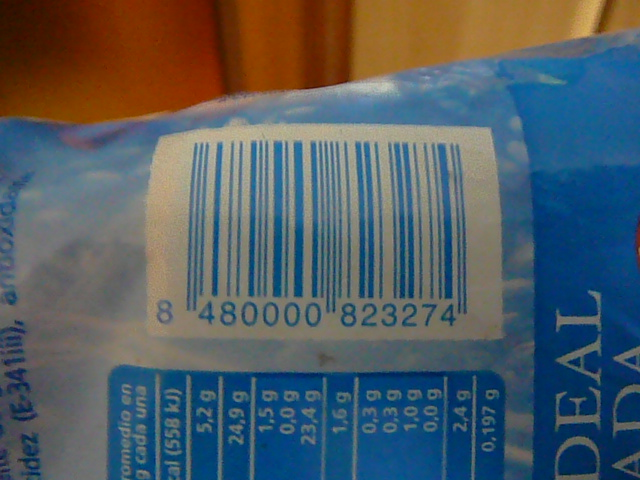 8 480000 823274
romedio en
g cada una
cal (558 kJ)
5,2 g
24,9 g
1,5 g
0,0 g
23,4 g
1,6 g
0,3 g
0,3 g
1,0 g
0,0 g
2,4 g
0,197 g
idez (E-341iii),
DEAL
ADA